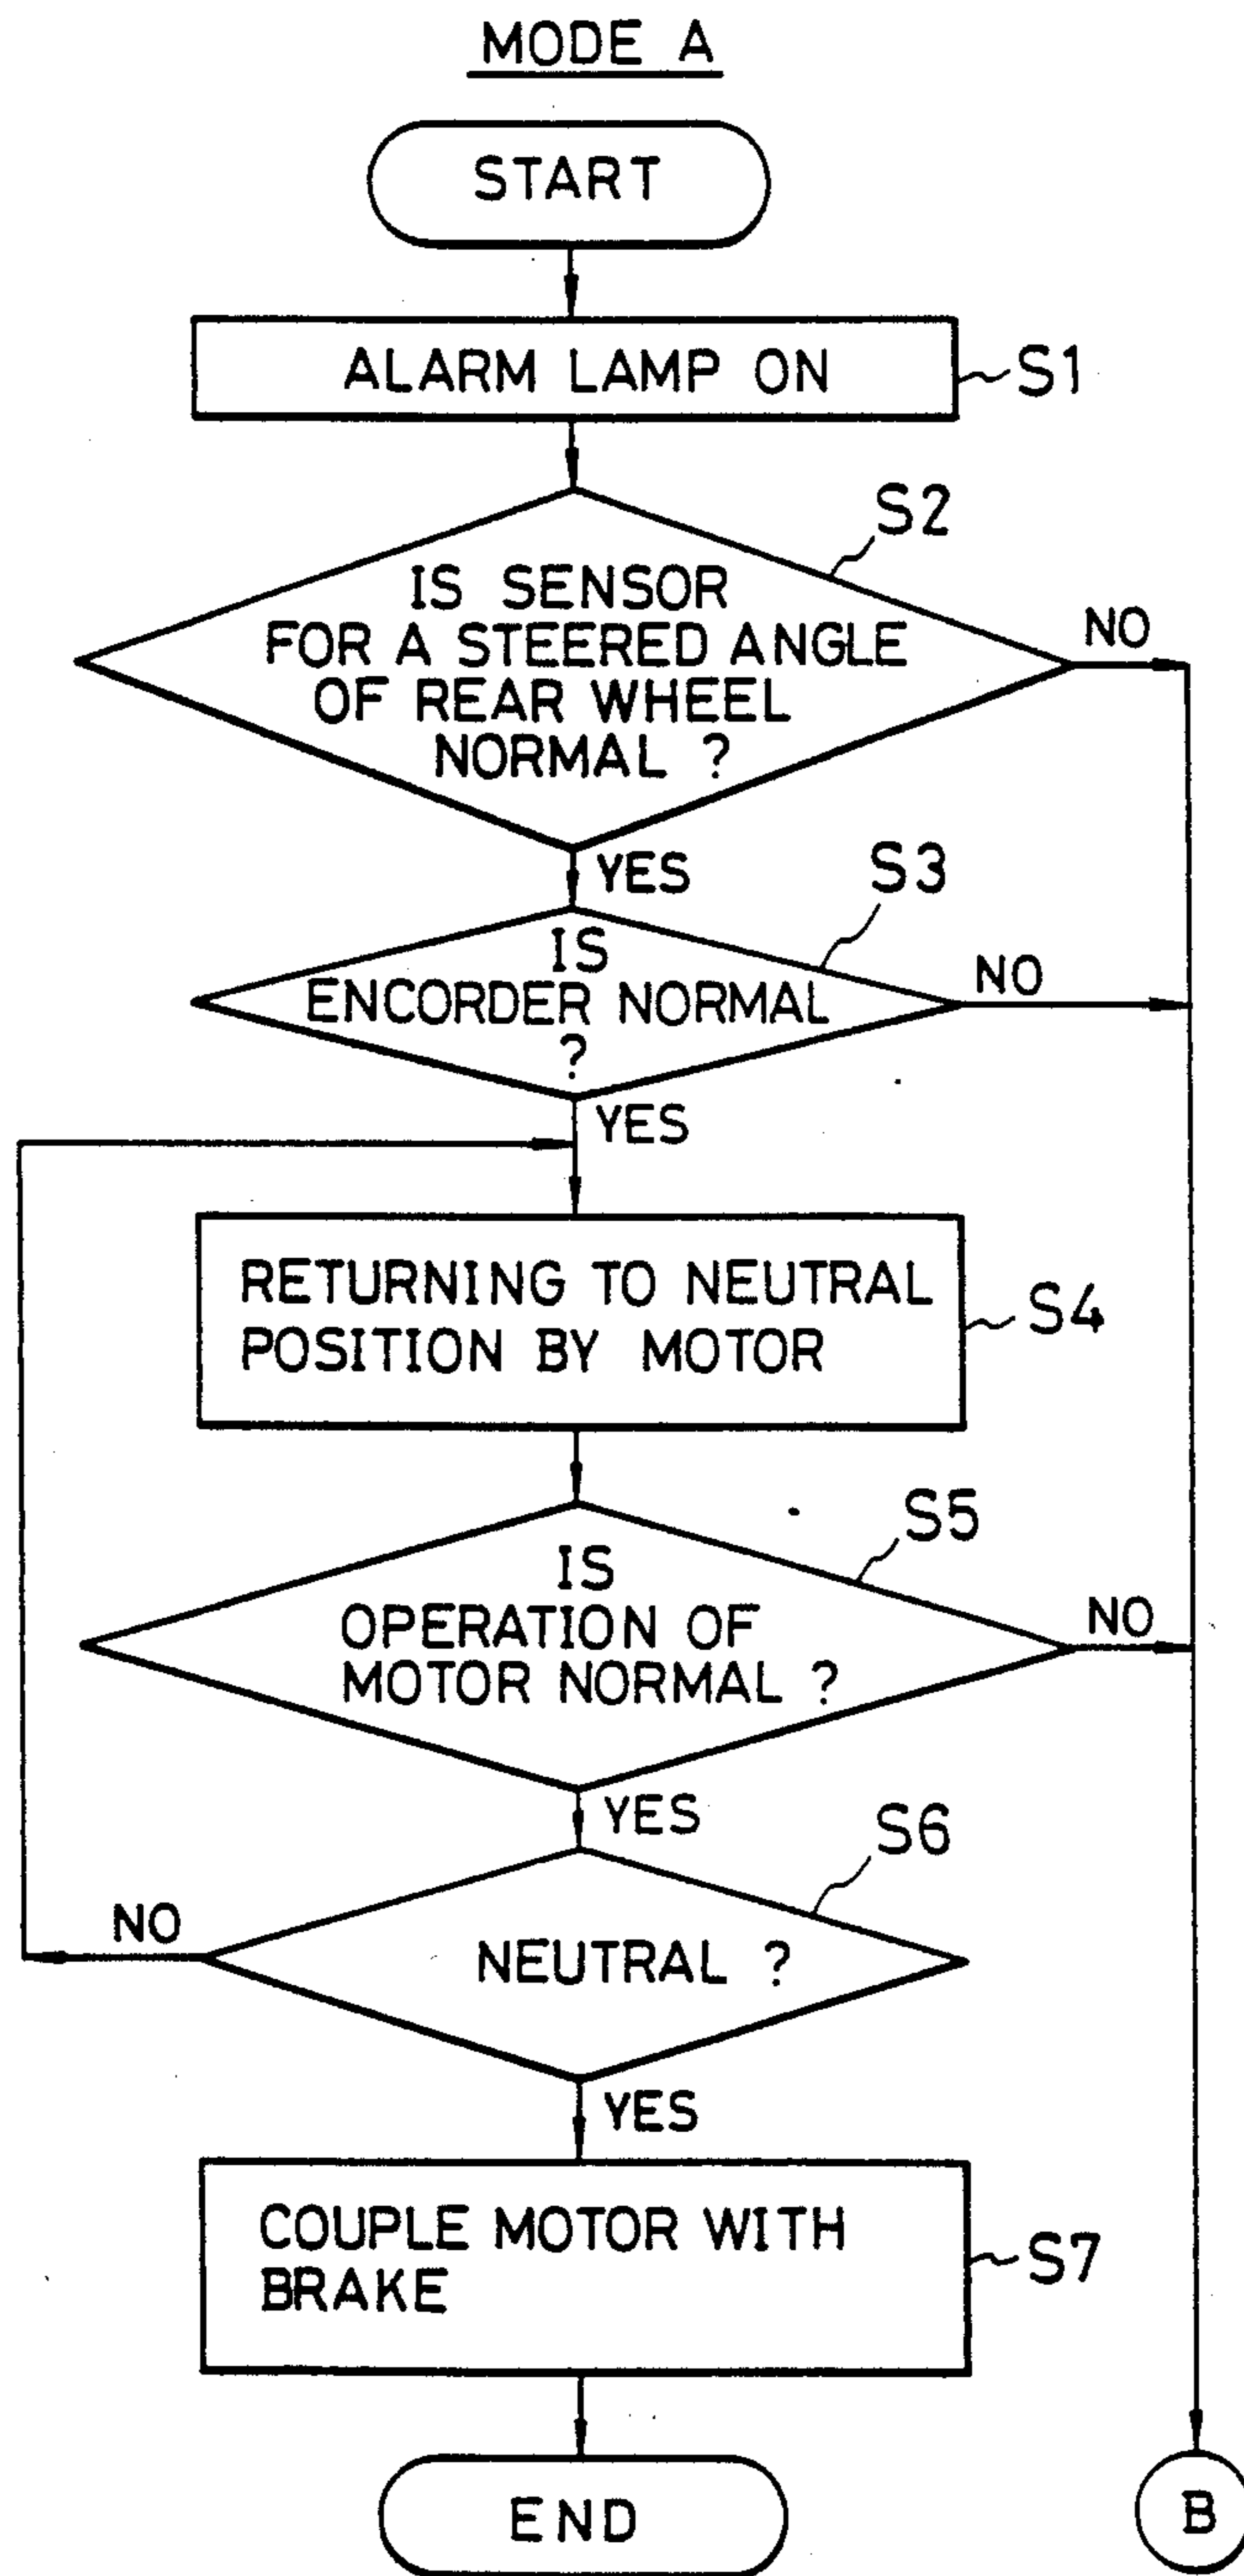 MODE A
START
ALARM LAMP ON
S1
S2
IS SENSOR
FOR A STEERED ANGLE
OF REAR WHEEL
NORMAL ?
NO
YES
S3
IS
ENCORDER NORMAL
?
NO
YES
RETURNING TO NEUTRAL
POSITION BY MOTOR
S4
S5
IS
OPERATION OF
MOTOR NORMAL ?
NO
YES
S6
NEUTRAL ?
NO
YES
COUPLE MOTOR WITH
BRAKE
S7
END
B